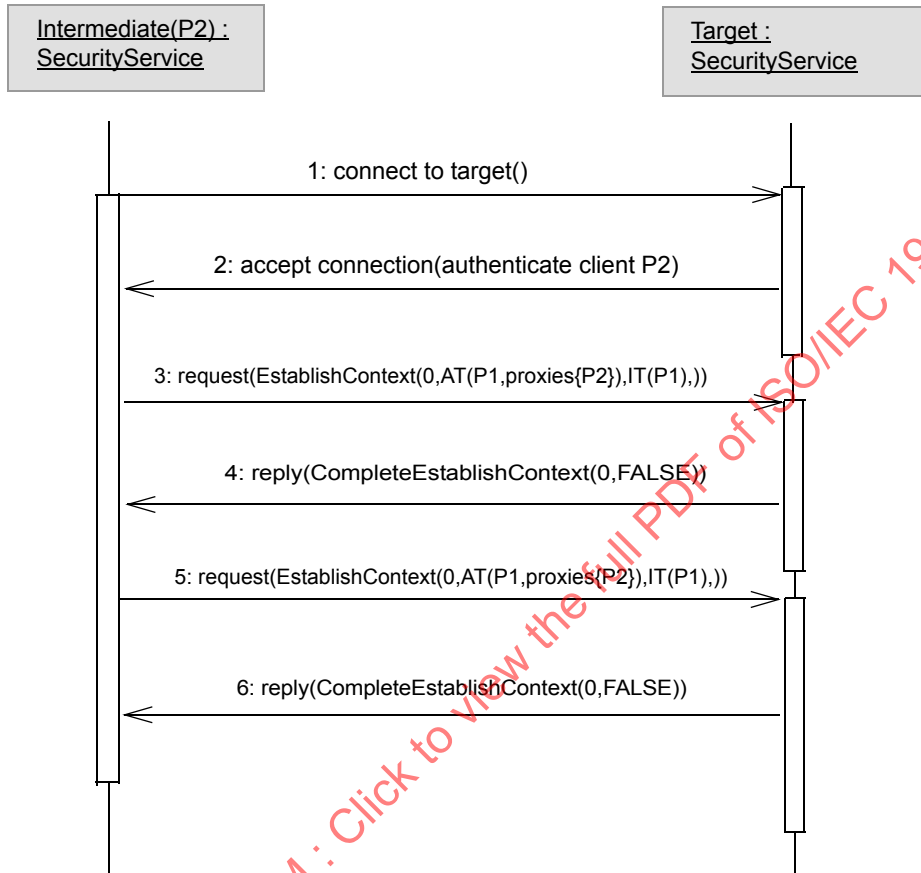 Intermediate(P2) :
SecurityService
Target :
SecurityService
1: connect to target()
2: accept connection(authenticate client P2)
3: request(EstablishContext(0,AT(P1,proxies{P2}),IT(P1),))
4: reply(CompleteEstablishContext(0,FALSE))
5: request(EstablishContext(0,AT(P1,proxies{P2}),IT(P1),))
6: reply(CompleteEstablishContext(0,FALSE))
: Click to view the full PDF of ISO/IEC 19